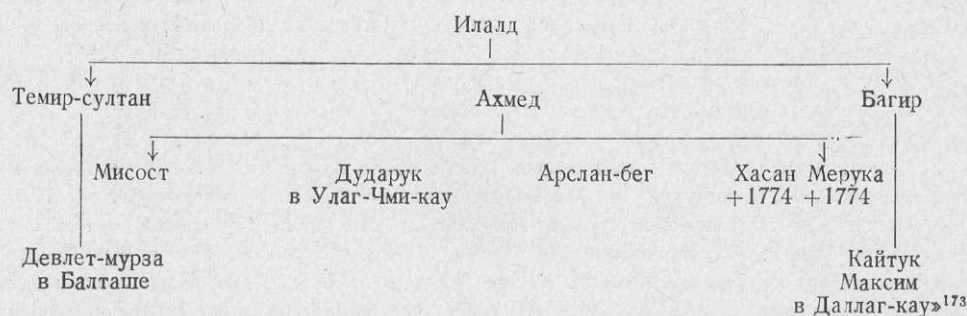 Илалд
Темир-султан Ахмед Багир
Мисост Дударук Арслан-бег Хасан Мерука
в Улаг-Чми-кау +1774 +1774
Девлет-мурза Кайтук
в Балташе Максим
в Даллаг-кау»¹⁷³